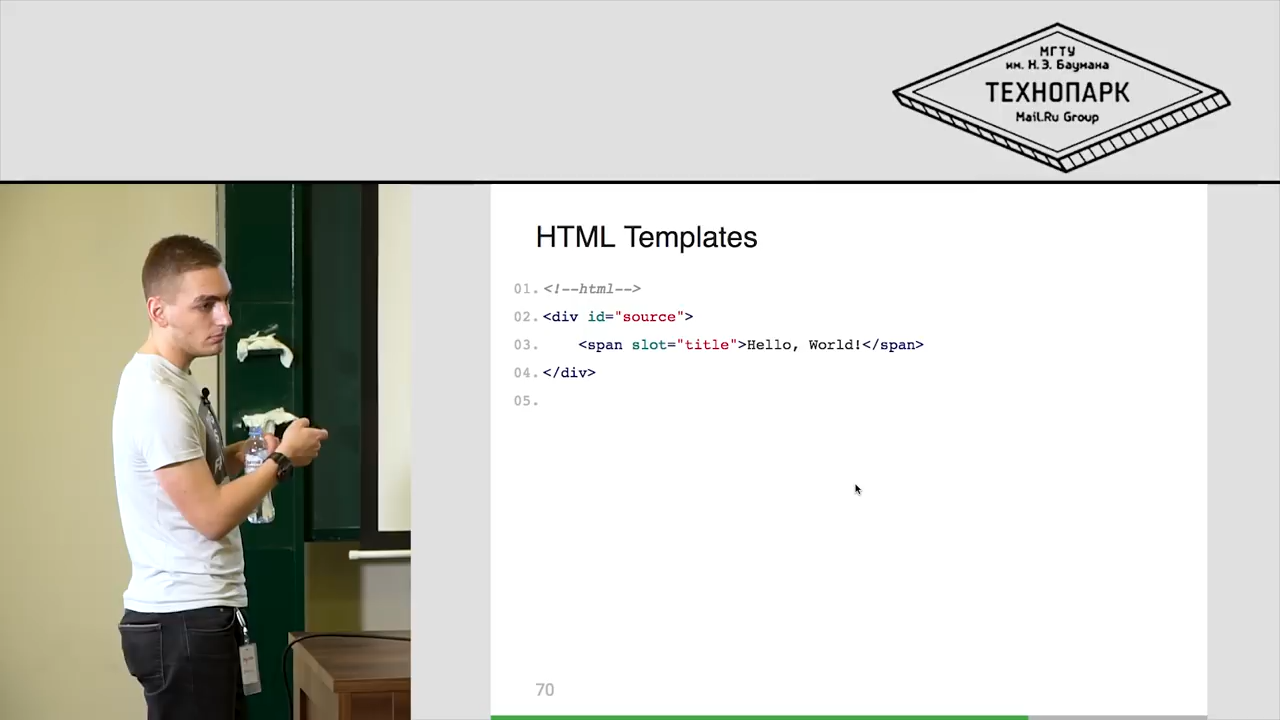 МГТУ
им. Н.Э. Баумана
ТЕХНОПАРК
Mail.Ru Group
HTML Templates
01. <!--html-->
02. <div id="source">
03. <span slot="title">Hello, World!</span>
04. </div>
05.
70